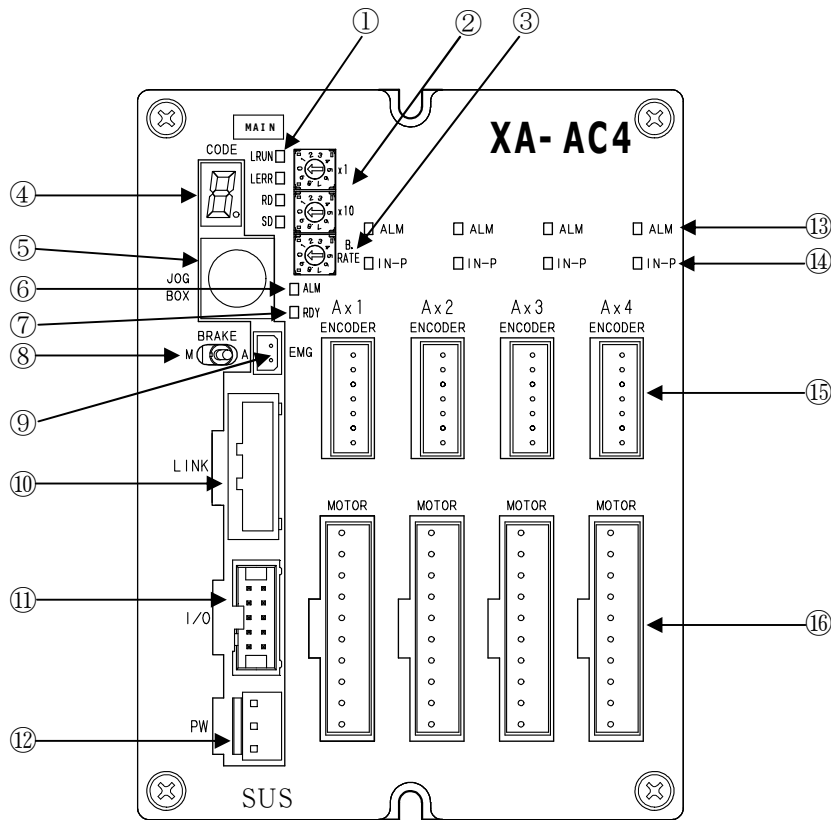 ① ② ③
MAIN
XA-AC4
CODE
LRUN
x1
④
LERR
RD
x10
SD
ALM ALM ALM ALM ⑬
⑤
B.
RATE
IN-P IN-P IN-P IN-P ⑭
JOG
BOX
⑥ ALM
⑦ RDY
Ax1 Ax2 Ax3 Ax4
ENCODER ENCODER ENCODER ENCODER
BRAKE
⑧ M A EMG
⑮
⑨
LINK
⑩
MOTOR MOTOR MOTOR MOTOR
⑪
I/O
⑯
PW
⑫
SUS